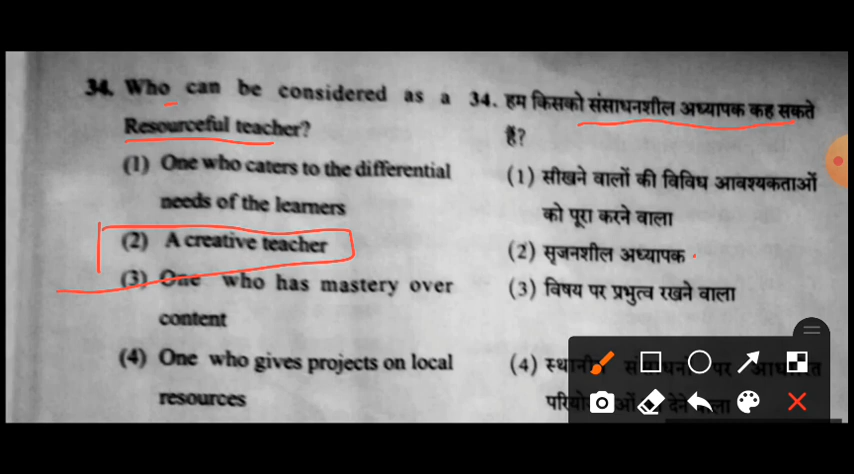 34. Who can be considered as a
Resourceful teacher?
(1) One who caters to the differential
needs of the learners
(2) A creative teacher
(3) One who has mastery over
content
(4) One who gives projects on local
resources
34. हम किसको संसाधनशील अध्यापक कह सकते
हैं?
(1) सीखने वालों की विविध आवश्यकताओं
को पूरा करने वाला
(2) सृजनशील अध्यापक
(3) विषय पर प्रभुत्व रखने वाला
(4) पर
देने वाला